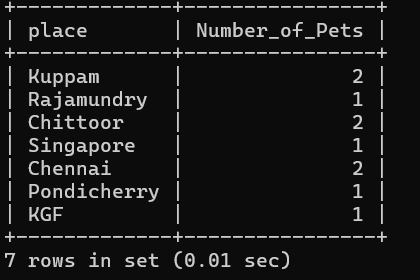 +-------------+----------------+
| place       | Number_of_Pets |
+-------------+----------------+
| Kuppam      |              2 |
| Rajamundry  |              1 |
| Chittoor    |              2 |
| Singapore   |              1 |
| Chennai     |              2 |
| Pondicherry |              1 |
| KGF         |              1 |
+-------------+----------------+
7 rows in set (0.01 sec)